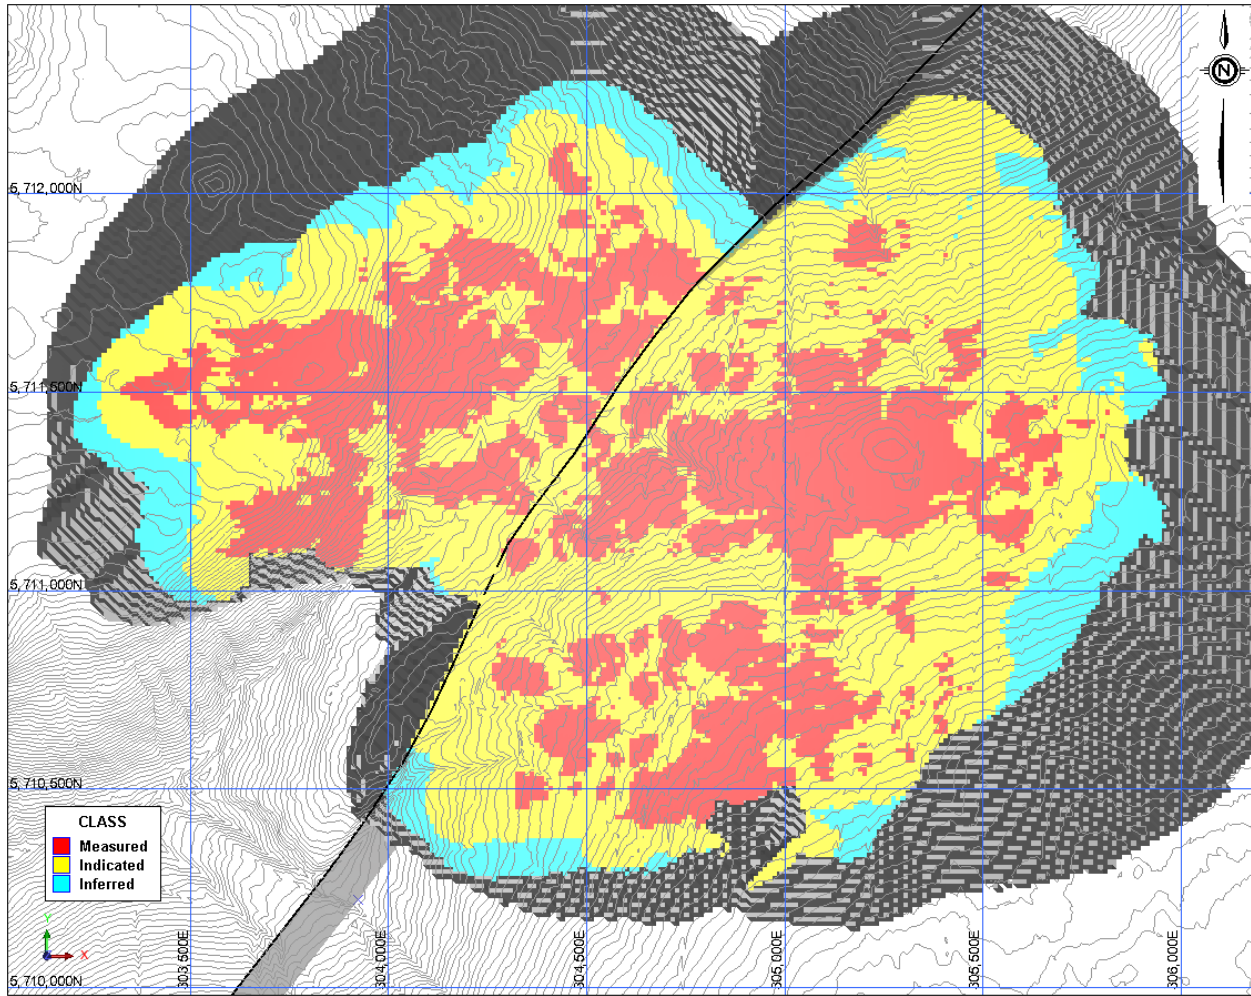 N
5,712,000N
5,711,500N
5,711,000N
5,710,500N
CLASS
Measured
Indicated
Inferred
Y
X
5,710,000N
303,500E
304,000E
304,500E
305,000E
305,500E
306,000E